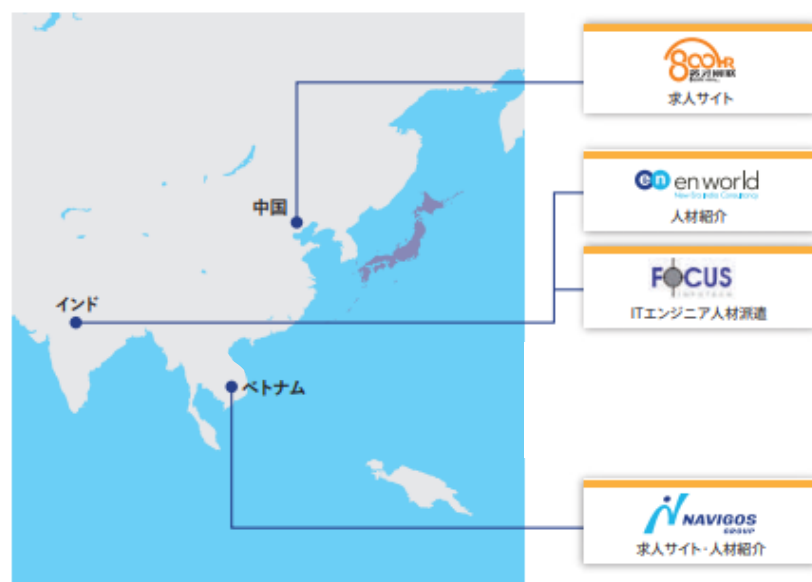 800HR
求人サイト
en en world
人材紹介
中国
FOCUS
ITエンジニア人材派遣
インド
ベトナム
NAVIGOS
GROUP
求人サイト・人材紹介